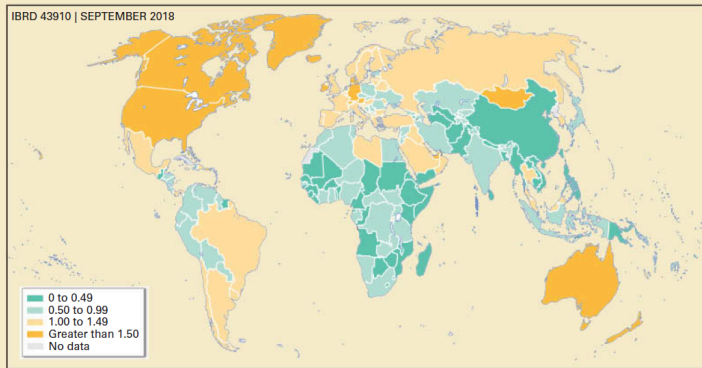 IBRD 43910 | SEPTEMBER 2018
0 to 0.49
0.50 to 0.99
1.00 to 1.49
Greater than 1.50
No data